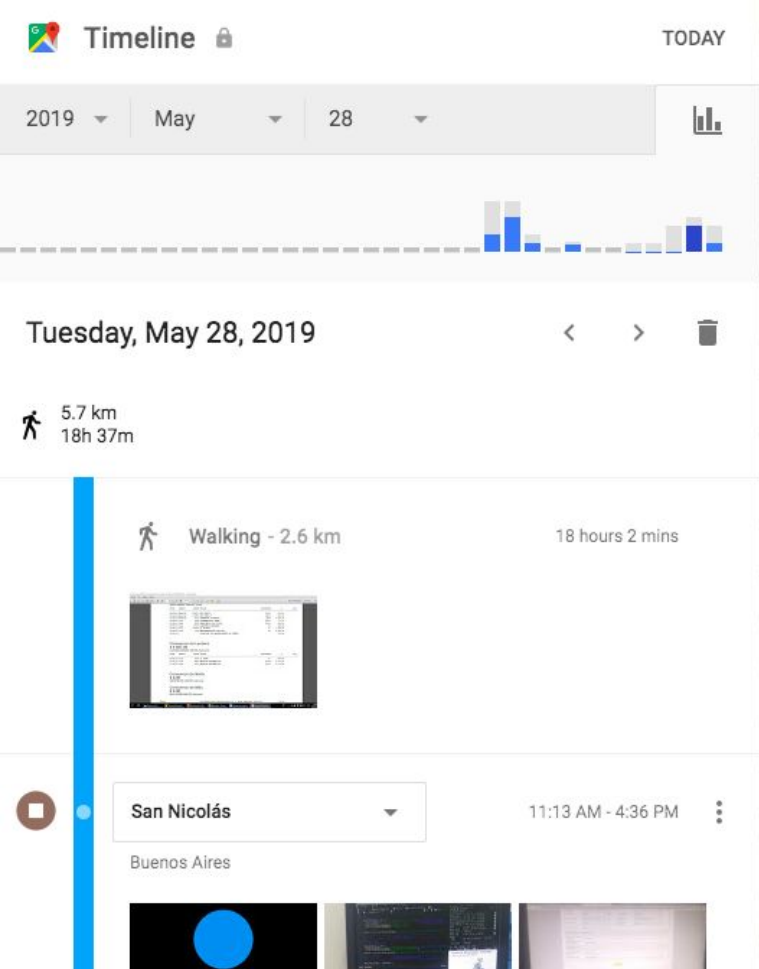 Timeline
TODAY
2019 May 28
Tuesday, May 28, 2019
5.7 km
18h 37m
Walking - 2.6 km 18 hours 2 mins
San Nicolás 11:13 AM - 4:36 PM
Buenos Aires